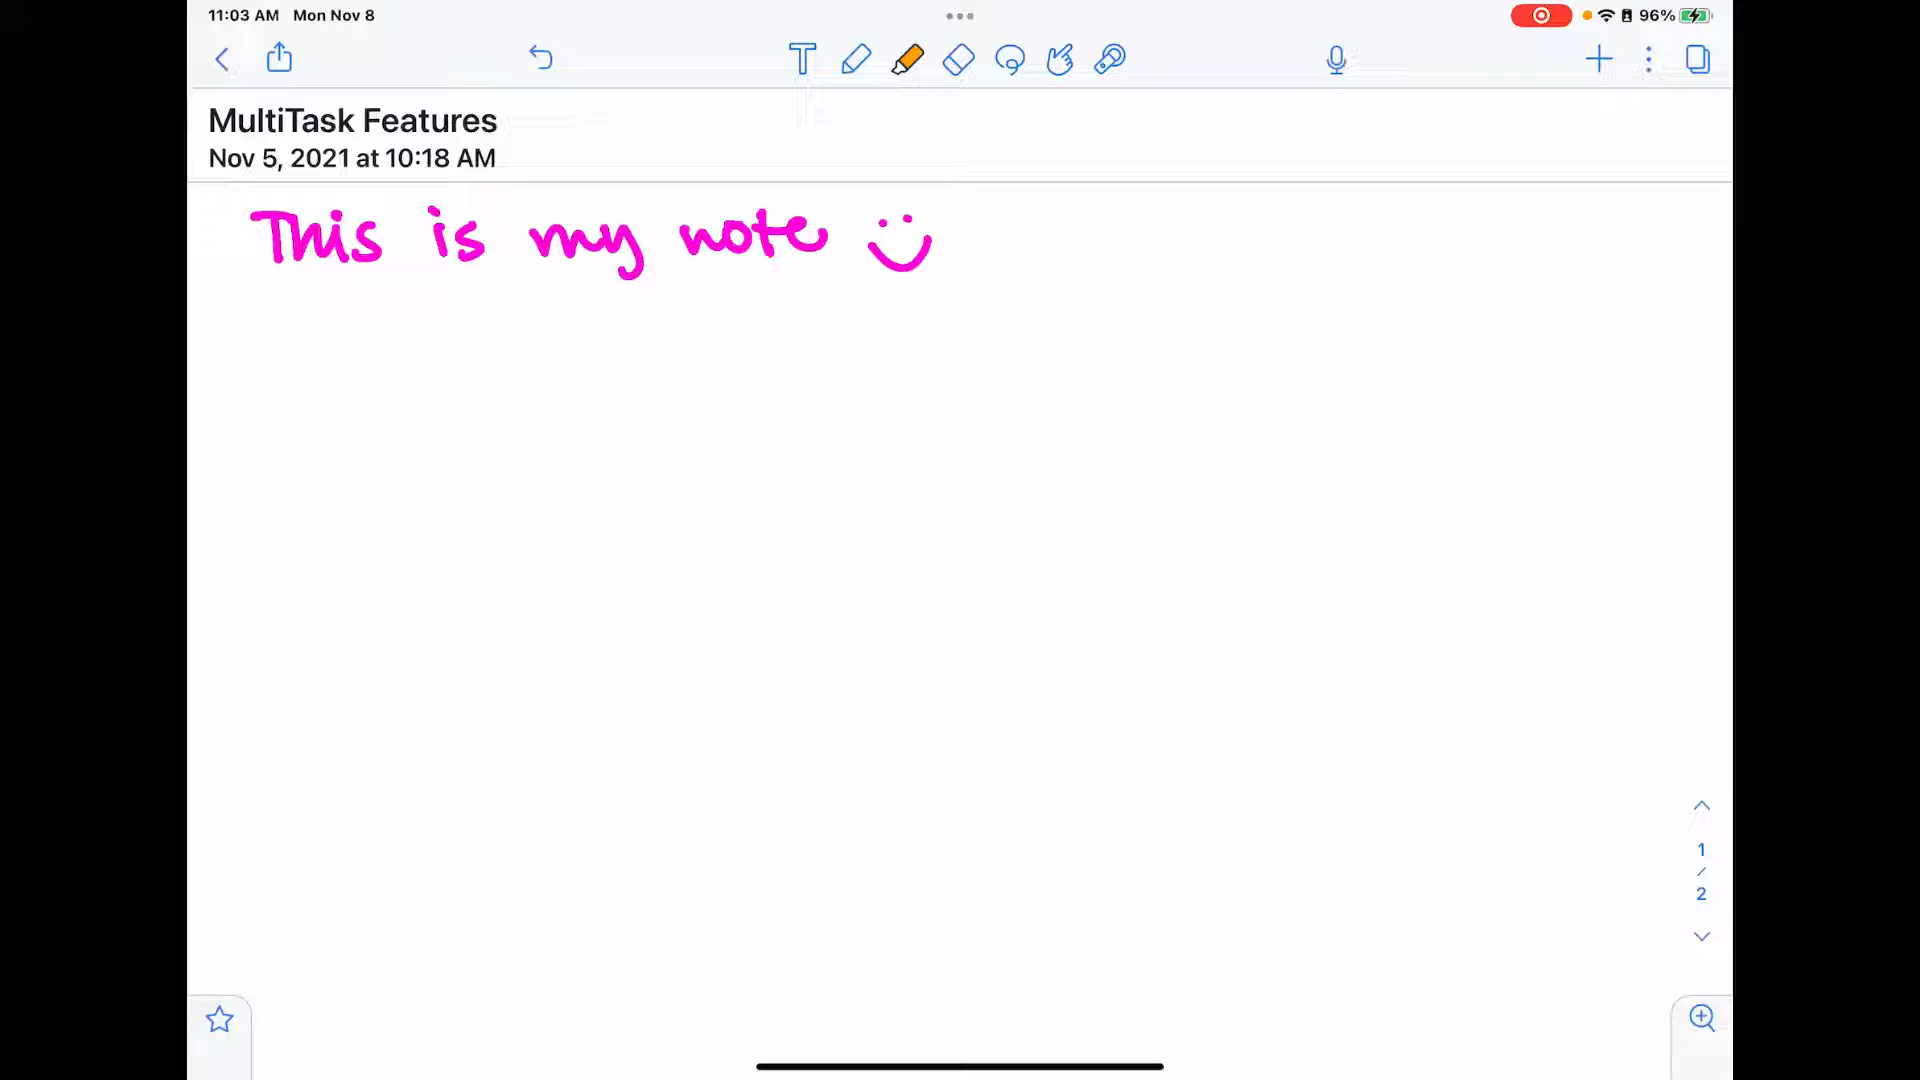 11:03 AM Mon Nov 8 96%
MultiTask Features
Nov 5, 2021 at 10:18 AM
This is my note
1
/
2